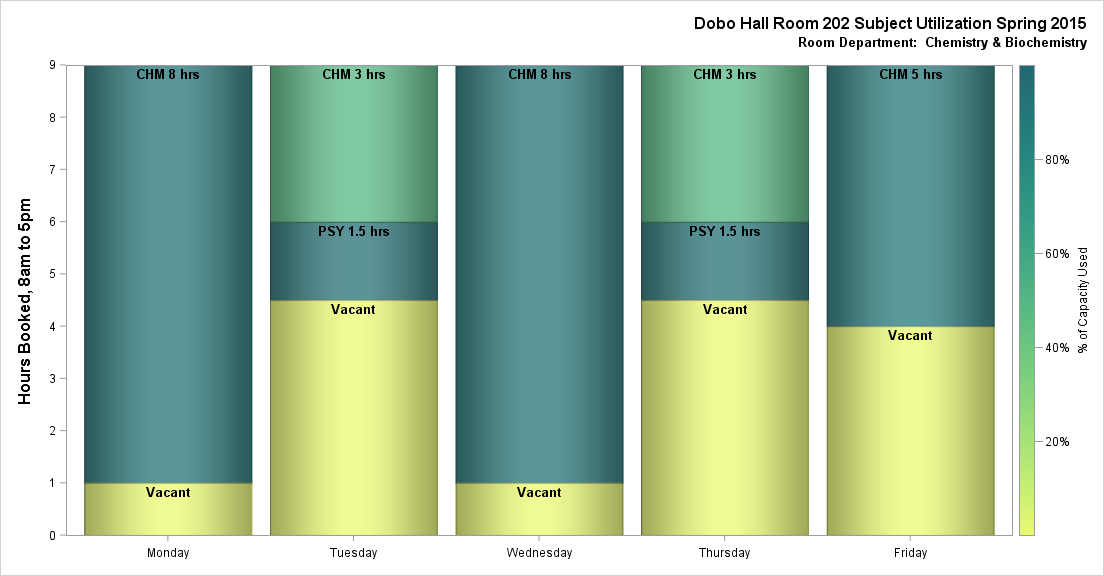 Dobo Hall Room 202 Subject Utilization Spring 2015
Room Department:  Chemistry & Biochemistry
Hours Booked, 8am to 5pm
9
8
7
6
5
4
3
2
1
0
CHM 8 hrs
Vacant
CHM 3 hrs
PSY 1.5 hrs
Vacant
CHM 8 hrs
Vacant
CHM 3 hrs
PSY 1.5 hrs
Vacant
CHM 5 hrs
Vacant
Monday
Tuesday
Wednesday
Thursday
Friday
80%
60%
40%
20%
% of Capacity Used